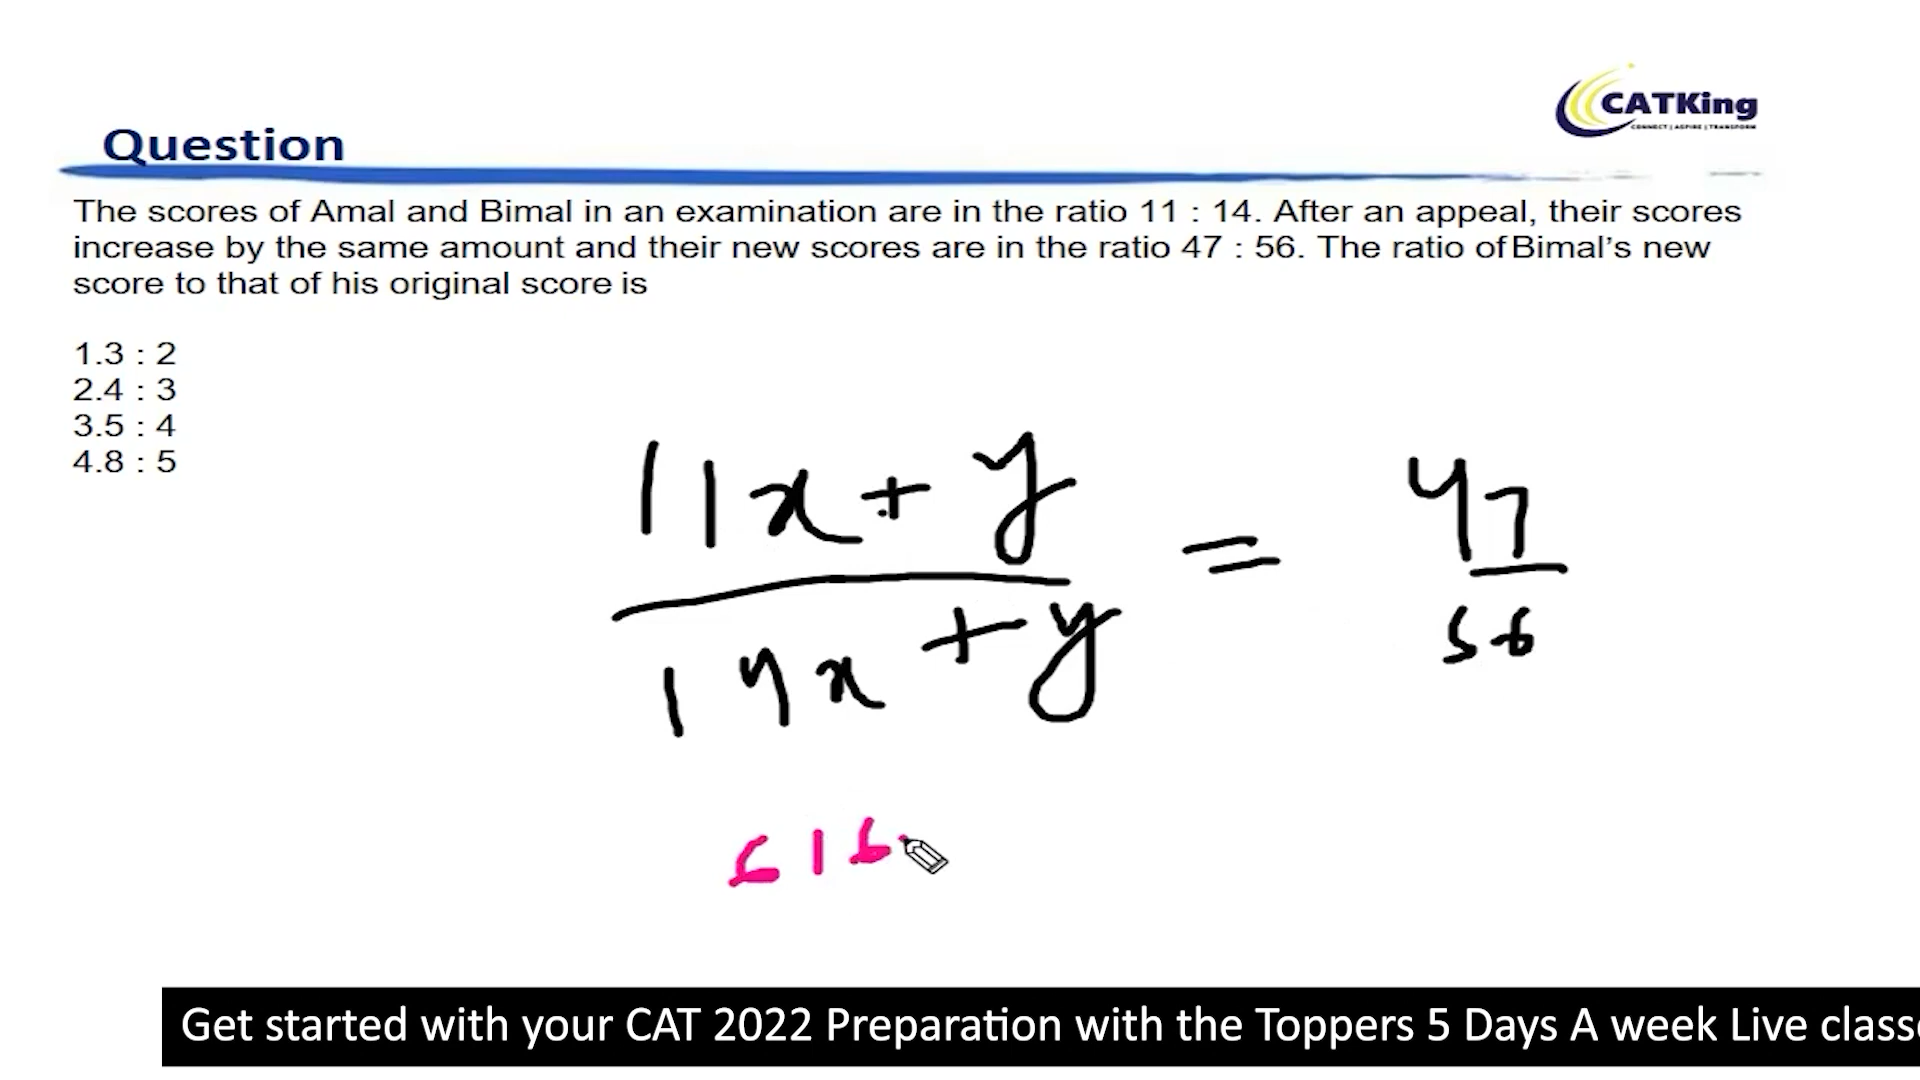 CATKing
CONNECT | ASPIRE | TRANSFORM
Question
The scores of Amal and Bimal in an examination are in the ratio 11 : 14. After an appeal, their scores
increase by the same amount and their new scores are in the ratio 47 : 56. The ratio of Bimal's new
score to that of his original score is
1.3 : 2
2.4 : 3
3.5 : 4
4.8 : 5
11x + y
14x + y
=
47
56
616
Get started with your CAT 2022 Preparation with the Toppers 5 Days A week Live class